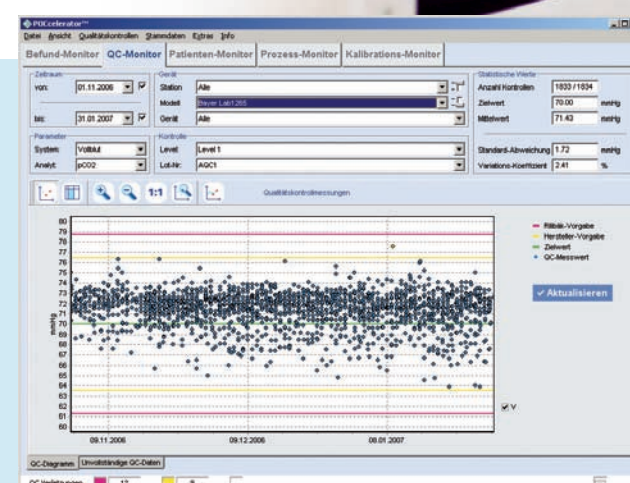 POCcelerator™
Datei Ansicht Qualitätskontrollen Stammdaten Extras Info
Befund-Monitor QC-Monitor Patienten-Monitor Prozess-Monitor Kalibrations-Monitor
Zeitraum
von: 01.11.2006
bis: 31.01.2007
Gerät
Station Alle
Modell Bayer Lab1265
Gerät Alle
Statistische Werte
Anzahl Kontrollen 1833 / 1834
Zielwert 70.00 mmHg
Mittelwert 71.43 mmHg
Standard-Abweichung 1.72 mmHg
Variations-Koeffizient 2.41 %
Parameter
System: Vollblut
Analyt: pCO2
Kontrolle
Level: Level 1
Lot-Nr: AQC1
1:1
Qualitätskontrollmessungen
80
79
78
77
76
75
74
73
72
71
70
69
68
67
66
65
64
63
62
61
60
mmHg
09.11.2006 09.12.2006 08.01.2007
Rilibäk-Vorgabe
Hersteller-Vorgabe
Zielwert
QC-Messwert
Aktualisieren
V
QC-Diagramm Unvollständige QC-Daten